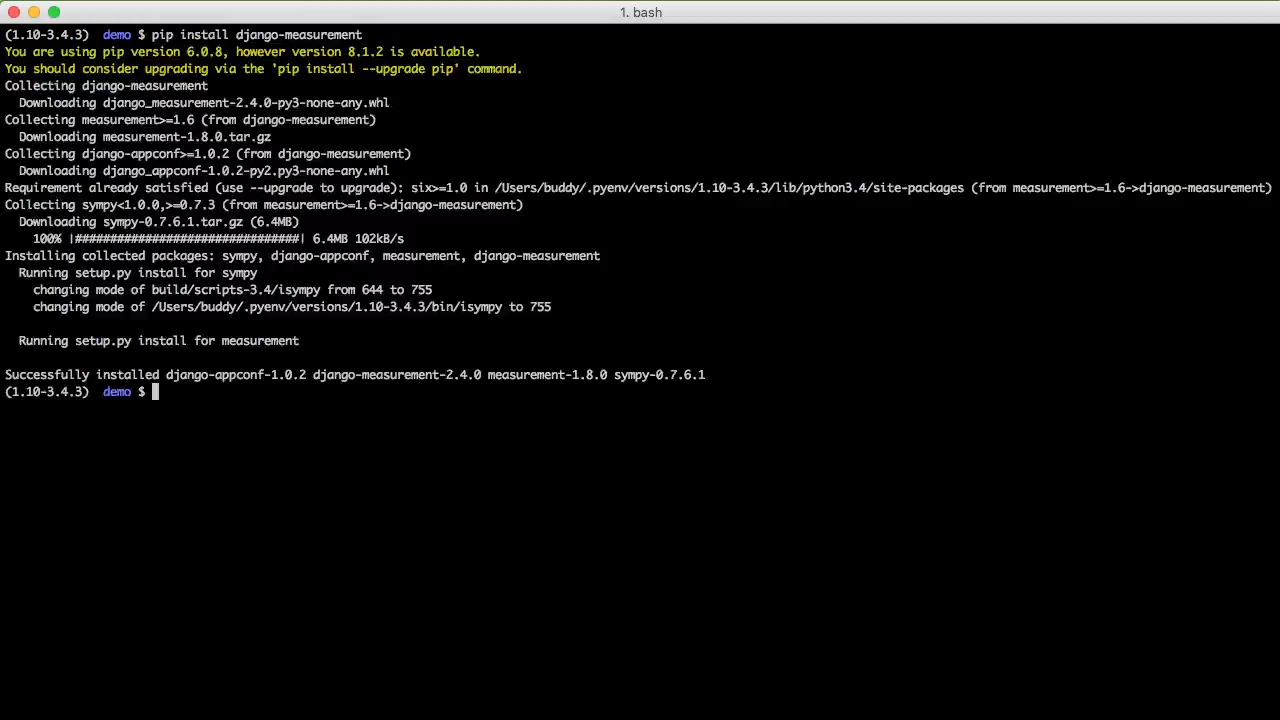 1. bash
(1.10-3.4.3)  demo $ pip install django-measurement
You are using pip version 6.0.8, however version 8.1.2 is available.
You should consider upgrading via the 'pip install --upgrade pip' command.
Collecting django-measurement
  Downloading django_measurement-2.4.0-py3-none-any.whl
Collecting measurement>=1.6 (from django-measurement)
  Downloading measurement-1.8.0.tar.gz
Collecting django-appconf>=1.0.2 (from django-measurement)
  Downloading django_appconf-1.0.2-py2.py3-none-any.whl
Requirement already satisfied (use --upgrade to upgrade): six>=1.0 in /Users/buddy/.pyenv/versions/1.10-3.4.3/lib/python3.4/site-packages (from measurement>=1.6->django-measurement)
Collecting sympy<1.0.0,>=0.7.3 (from measurement>=1.6->django-measurement)
  Downloading sympy-0.7.6.1.tar.gz (6.4MB)
    100% |################################| 6.4MB 102kB/s
Installing collected packages: sympy, django-appconf, measurement, django-measurement
  Running setup.py install for sympy
    changing mode of build/scripts-3.4/isympy from 644 to 755
    changing mode of /Users/buddy/.pyenv/versions/1.10-3.4.3/bin/isympy to 755
  Running setup.py install for measurement
Successfully installed django-appconf-1.0.2 django-measurement-2.4.0 measurement-1.8.0 sympy-0.7.6.1
(1.10-3.4.3)  demo $